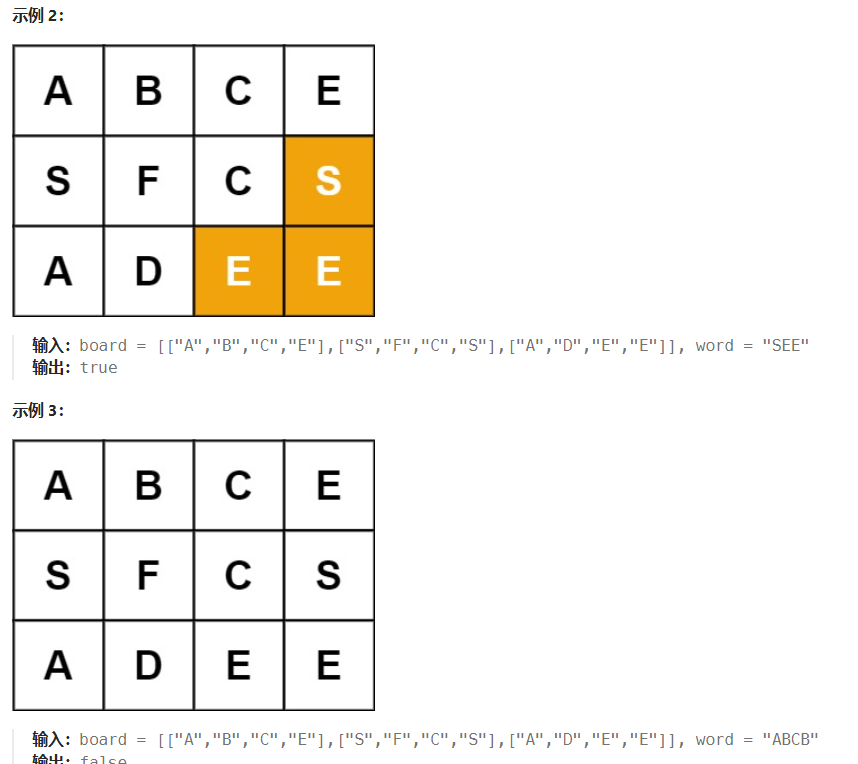 示例 2：
A B C E
S F C S
A D E E
输入：board = [["A","B","C","E"],["S","F","C","S"],["A","D","E","E"]], word = "SEE"
输出：true
示例 3：
A B C E
S F C S
A D E E
输入：board = [["A","B","C","E"],["S","F","C","S"],["A","D","E","E"]], word = "ABCB"
输出：false